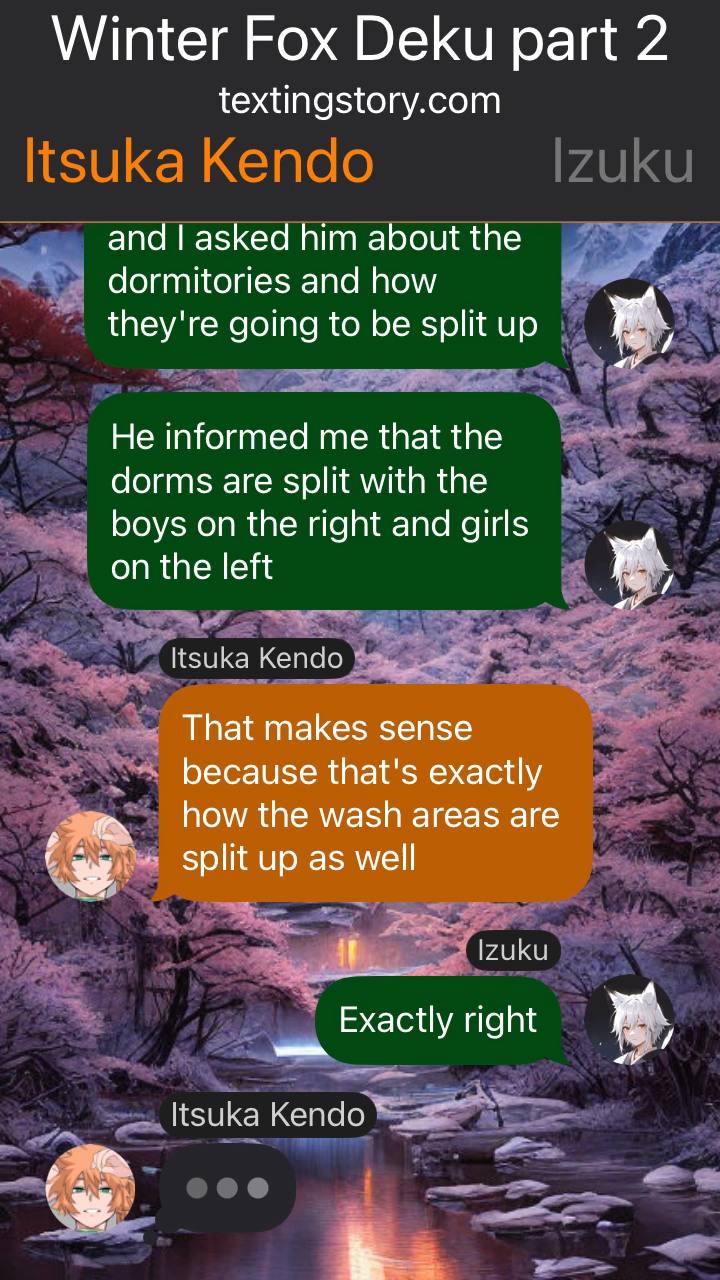 Winter Fox Deku part 2
textingstory.com
Itsuka Kendo
Izuku
and I asked him about the
dormitories and how
they're going to be split up
He informed me that the
dorms are split with the
boys on the right and girls
on the left
Itsuka Kendo
That makes sense
because that's exactly
how the wash areas are
split up as well
Izuku
Exactly right
Itsuka Kendo